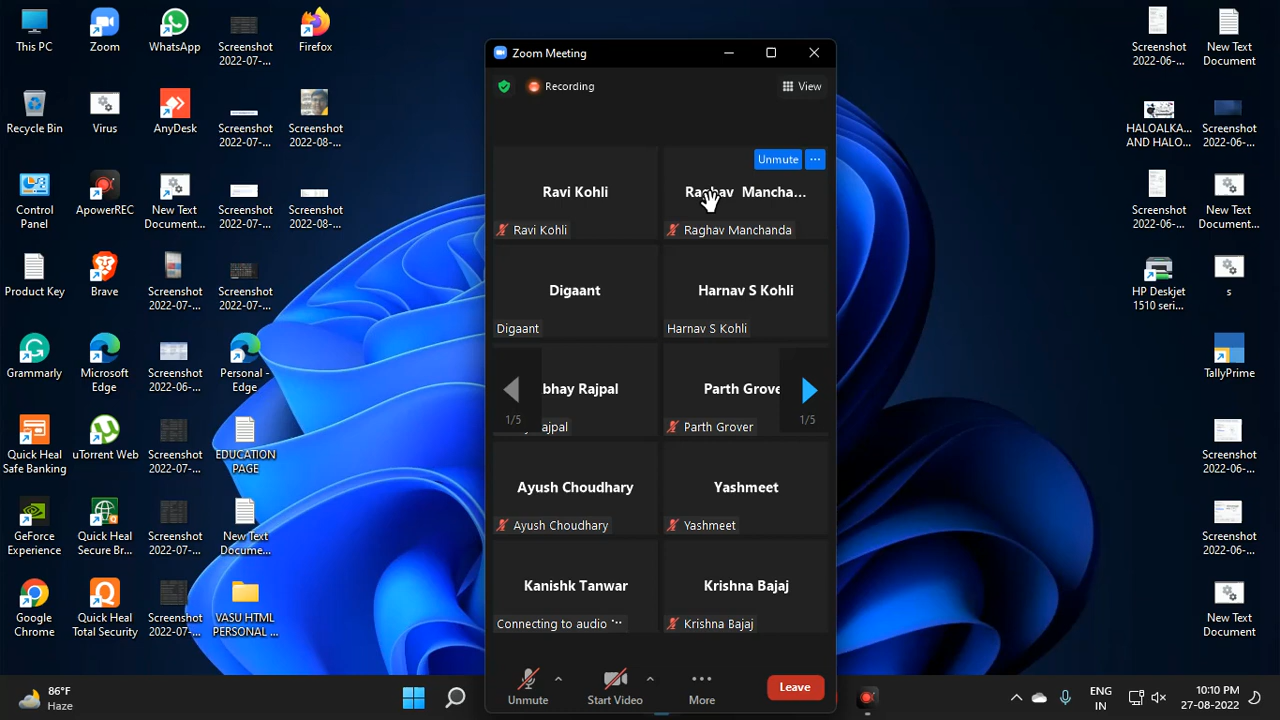 This PC
Zoom
WhatsApp
Screenshot
2022-07-...
Firefox
Recycle Bin
Virus
AnyDesk
Screenshot
2022-07-...
Screenshot
2022-08-...
Control
Panel
ApowerREC
New Text
Document...
Screenshot
2022-07-...
Screenshot
2022-08-...
Product Key
Brave
Screenshot
2022-07-...
Screenshot
2022-07-...
Grammarly
Microsoft
Edge
Screenshot
2022-06-...
Personal -
Edge
Quick Heal
Safe Banking
uTorrent Web
Screenshot
2022-07-...
EDUCATION
PAGE
GeForce
Experience
Quick Heal
Secure Br...
Screenshot
2022-07-...
New Text
Docume...
Google
Chrome
Quick Heal
Total Security
Screenshot
2022-07-...
VASU HTML
PERSONAL ...
Zoom Meeting
Recording
View
Ravi Kohli
Ravi Kohli
Unmute
Raghav Mancha...
Raghav Manchanda
Digaant
Digaant
Harnav S Kohli
Harnav S Kohli
bhay Rajpal
ajpal
1/5
Parth Grove
Parth Grover
1/5
Ayush Choudhary
Ayush Choudhary
Yashmeet
Yashmeet
Kanishk Tanwar
Connecting to audio
Krishna Bajaj
Krishna Bajaj
Unmute
Start Video
More
Leave
Screenshot
2022-06-...
New Text
Document
HALOALKA...
AND HALO...
Screenshot
2022-06-...
Screenshot
2022-06-...
New Text
Document...
HP Deskjet
1510 seri...
s
TallyPrime
Screenshot
2022-06-...
Screenshot
2022-06-...
New Text
Document
86°F
Haze
ENG
IN
10:10 PM
27-08-2022